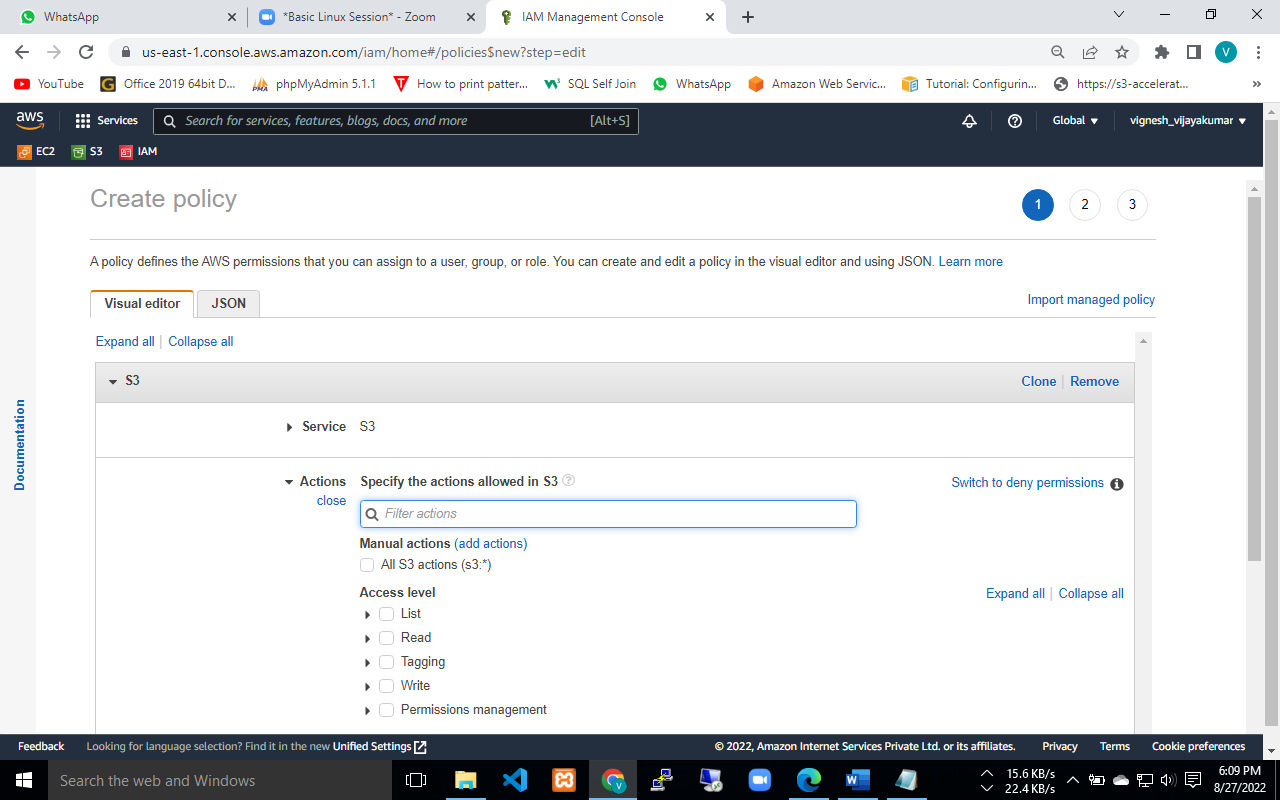 WhatsApp
*Basic Linux Session* - Zoom
IAM Management Console
us-east-1.console.aws.amazon.com/iam/home#/policies$new?step=edit
V
YouTube
G
Office 2019 64bit D...
PMA
phpMyAdmin 5.1.1
T
How to print patter...
W3
SQL Self Join
WhatsApp
Amazon Web Servic...
Tutorial: Configurin...
https://s3-accelerat...
»
aws
Services
Search for services, features, blogs, docs, and more
[Alt+S]
Global
vignesh_vijayakumar
EC2
S3
IAM
Create policy
1
2
3
A policy defines the AWS permissions that you can assign to a user, group, or role. You can create and edit a policy in the visual editor and using JSON. Learn more
Visual editor
JSON
Import managed policy
Expand all | Collapse all
S3
Clone | Remove
Documentation
Service
S3
Actions
close
Specify the actions allowed in S3
Switch to deny permissions
Filter actions
Manual actions (add actions)
All S3 actions (s3:*)
Access level
Expand all | Collapse all
List
Read
Tagging
Write
Permissions management
Feedback
Looking for language selection? Find it in the new Unified Settings
© 2022, Amazon Internet Services Private Ltd. or its affiliates.
Privacy
Terms
Cookie preferences
Search the web and Windows
V
W
15.6 KB/s
22.4 KB/s
6:09 PM
8/27/2022